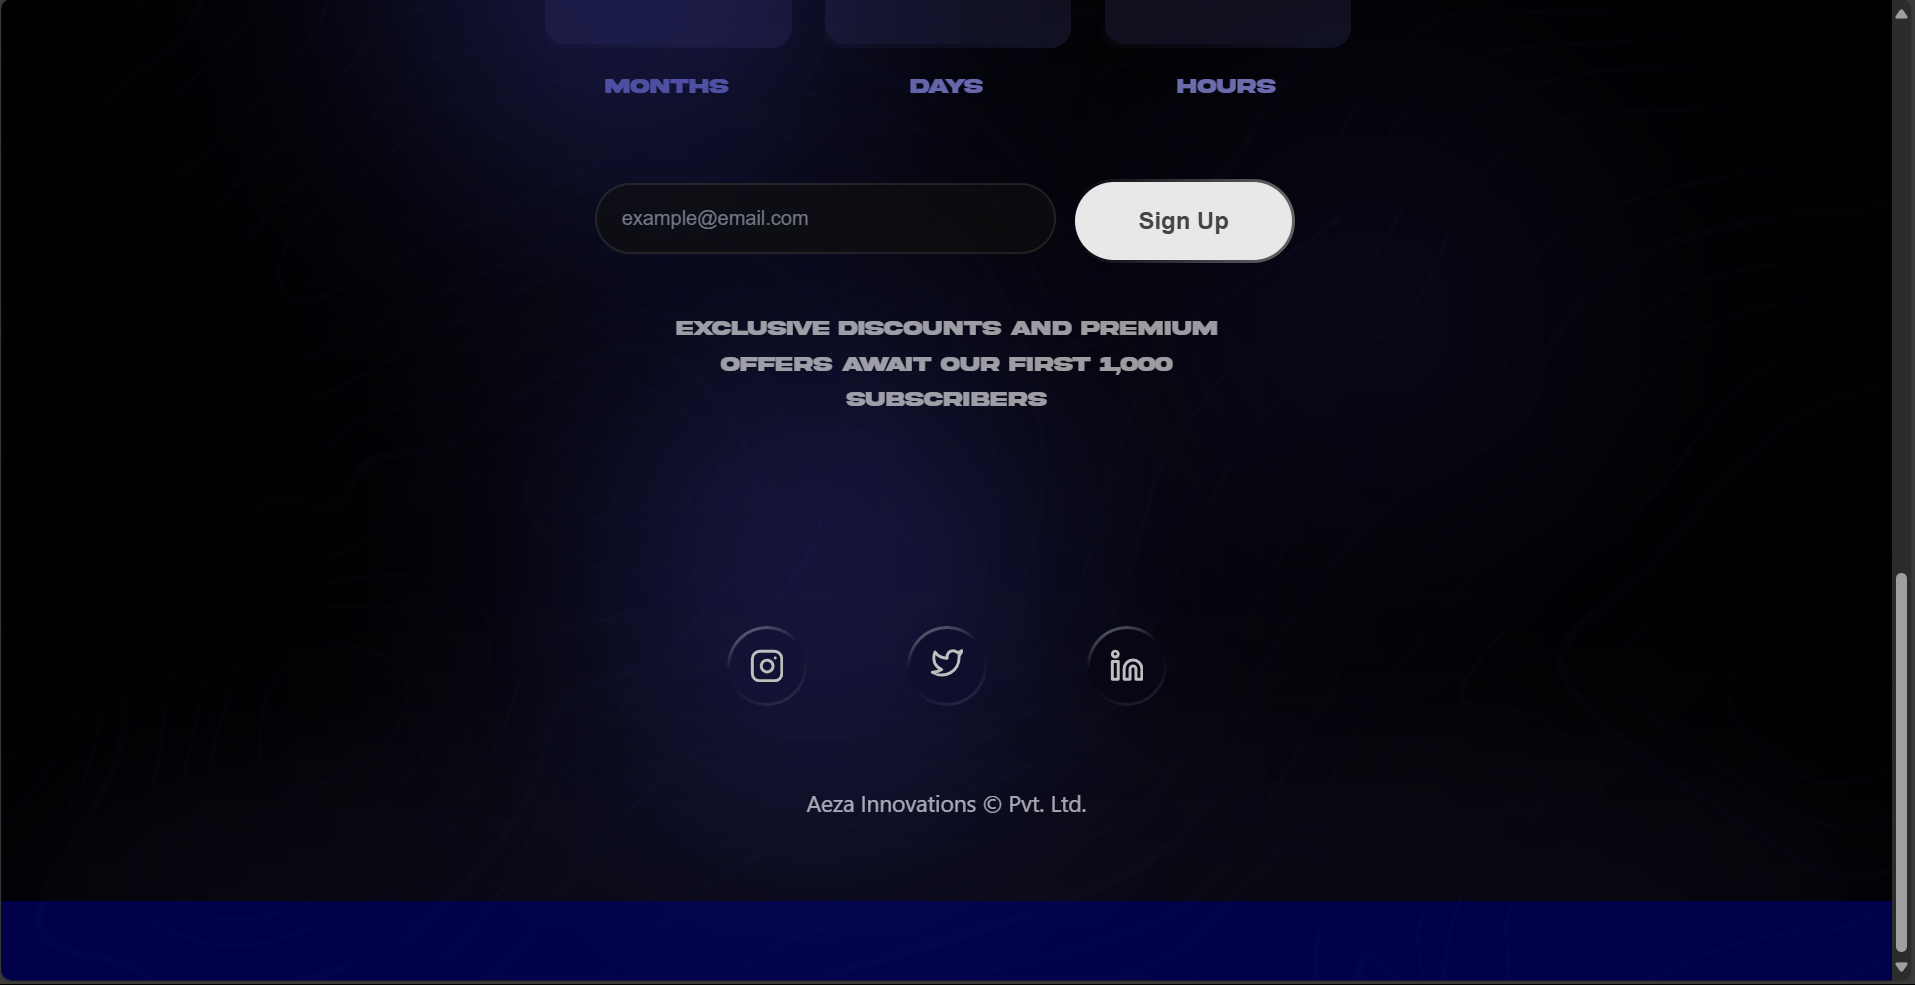 MONTHS DAYS HOURS
example@email.com Sign Up
EXCLUSIVE DISCOUNTS AND PREMIUM
OFFERS AWAIT OUR FIRST 1,000
SUBSCRIBERS
Aeza Innovations © Pvt. Ltd.